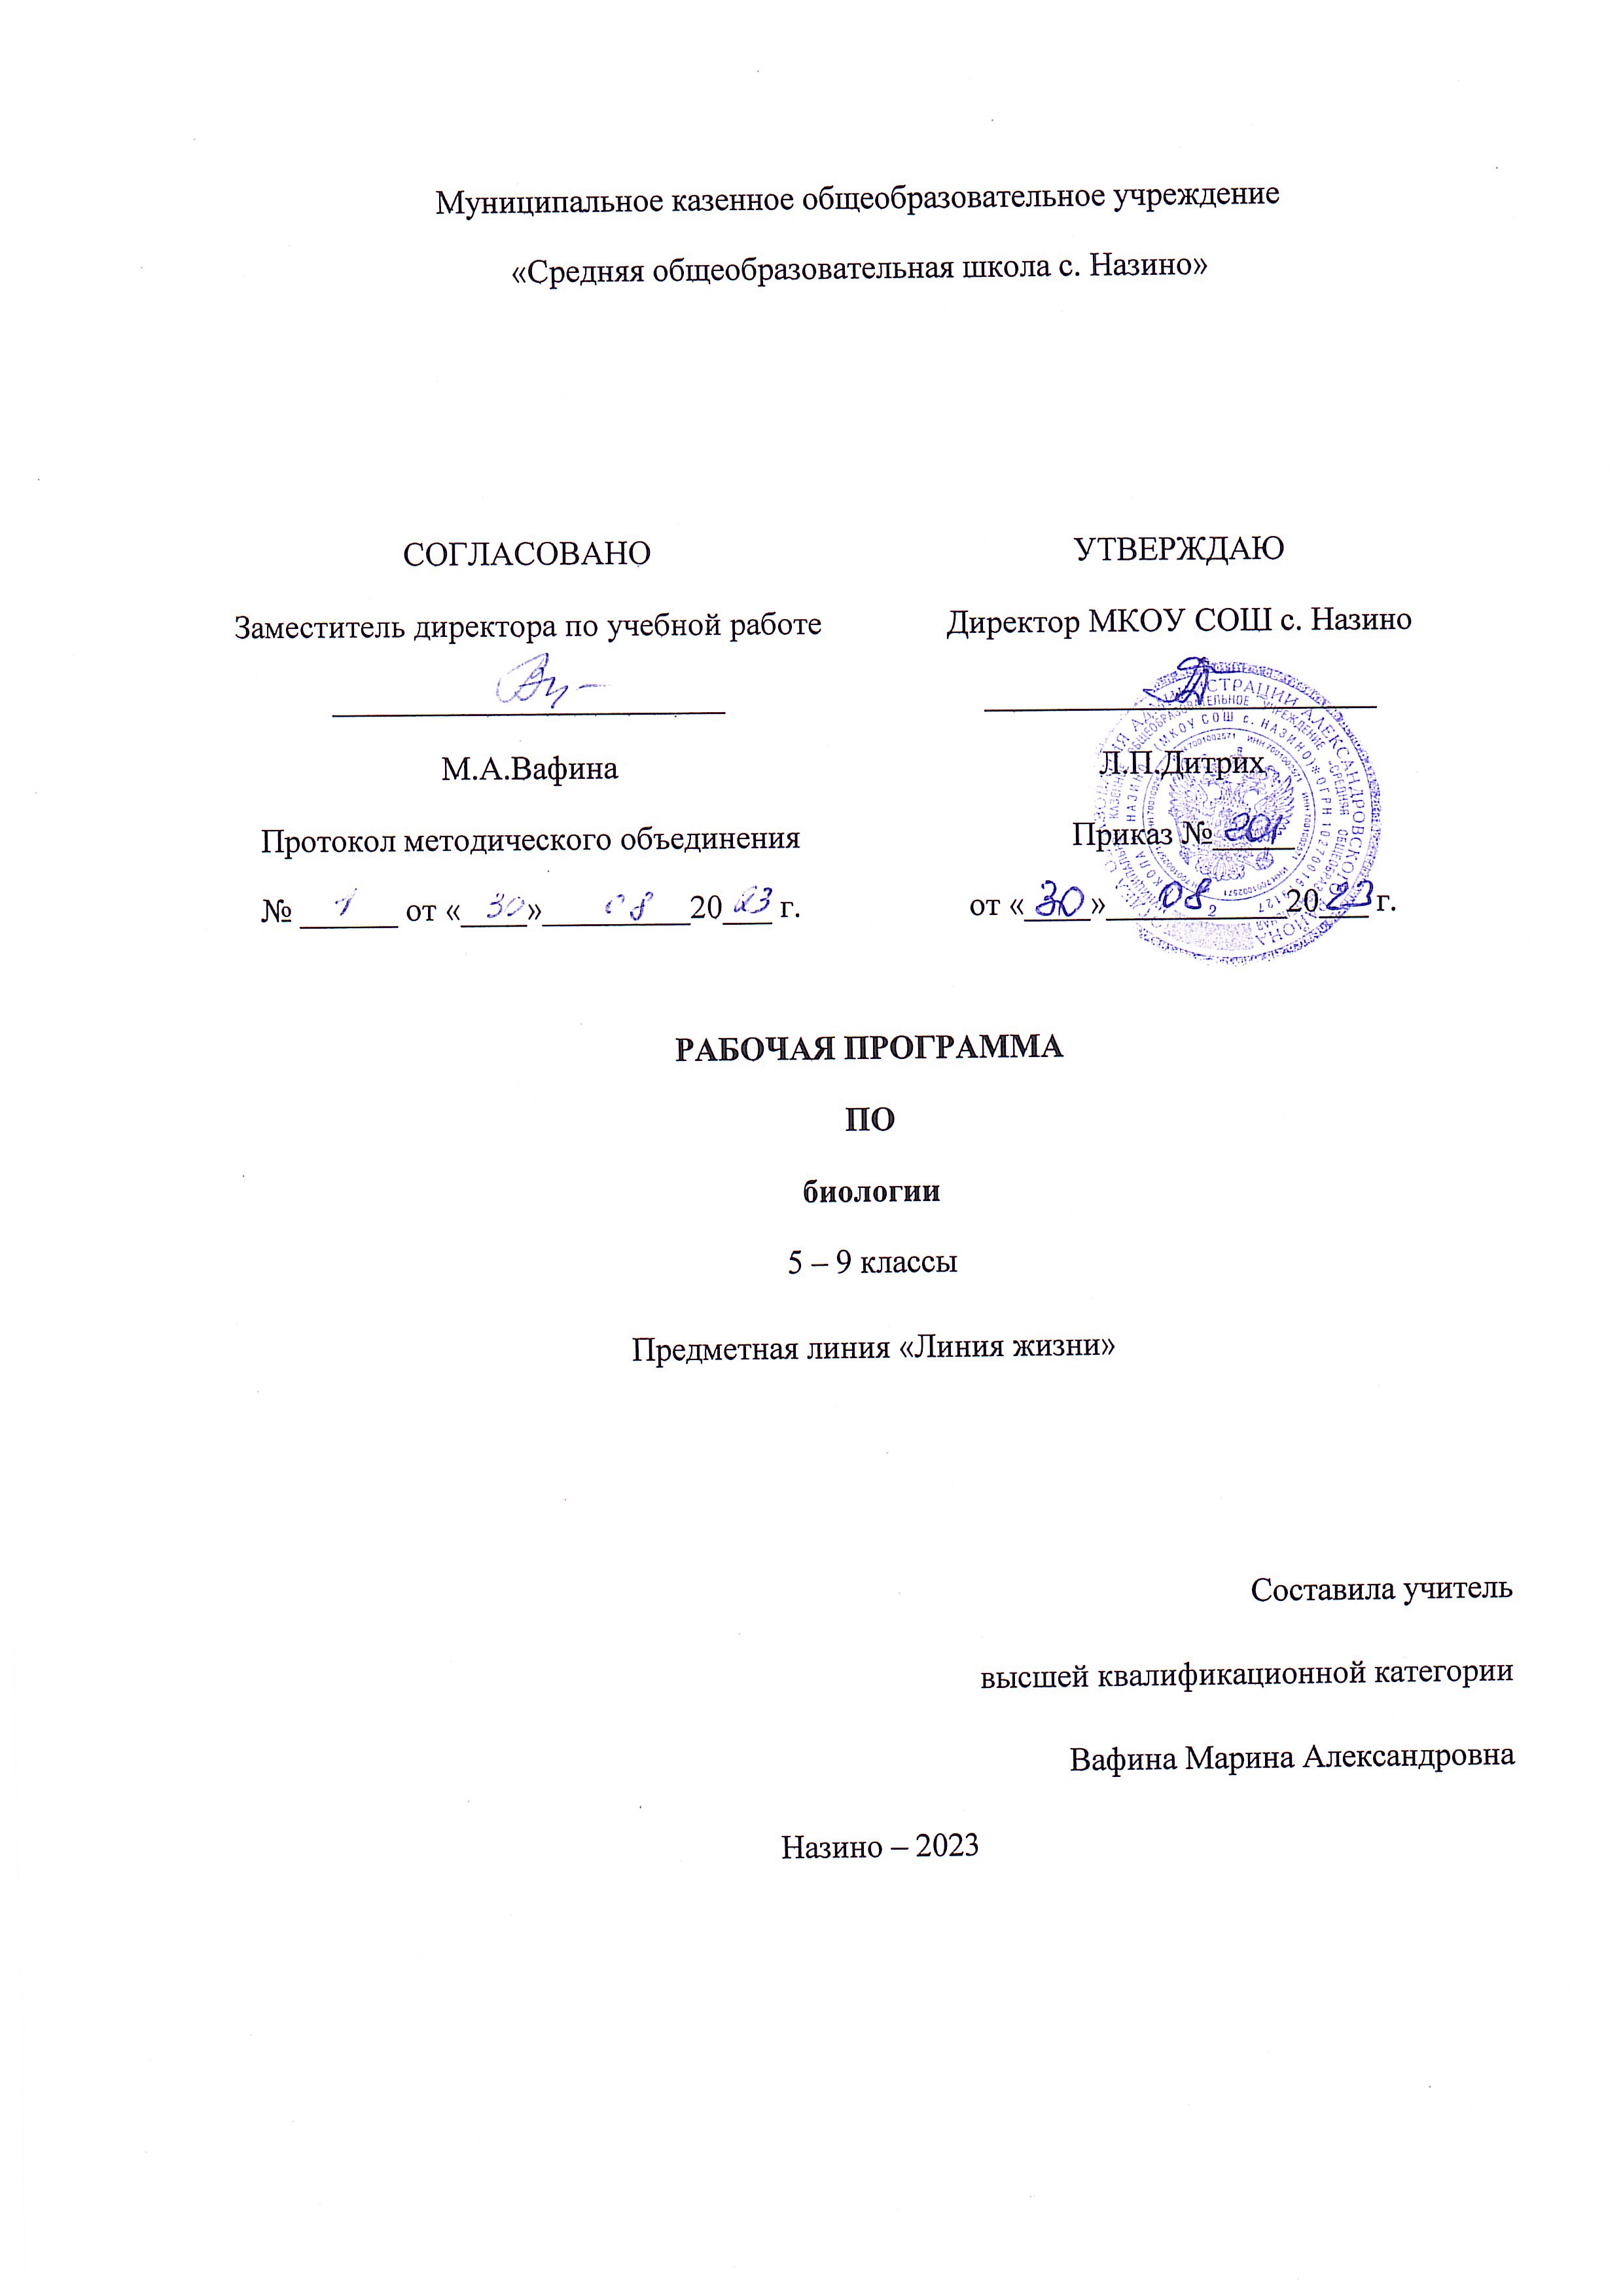 Муниципальное казенное общеобразовательное учреждение
«Средняя общеобразовательная школа с. Назино»
СОГЛАСОВАНО
Заместитель директора по учебной работе
М.А.Вафина
Протокол методического объединения
№ 1 от «30» 08 2023 г.
УТВЕРЖДАЮ
Директор МКОУ СОШ с. Назино
Л.П.Дитрих
Приказ № 201
от «30» 08 2023 г.
РАБОЧАЯ ПРОГРАММА
ПО
биологии
5 – 9 классы
Предметная линия «Линия жизни»
Составила учитель
высшей квалификационной категории
Вафина Марина Александровна
Назино – 2023